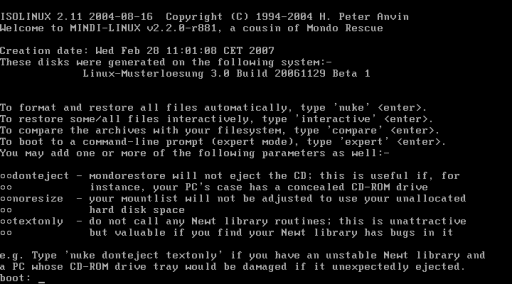 ISOLINUX 2.11 2004-08-16  Copyright (C) 1994-2004 H. Peter Anvin
Welcome to MINDI-LINUX v2.2.0-r881, a cousin of Mondo Rescue
Creation date: Wed Feb 28 11:01:08 CET 2007
These disks were generated on the following system:-
Linux-Musterloesung 3.0 Build 20061129 Beta 1
To format and restore all files automatically, type 'nuke' <enter>.
To restore some/all files interactively, type 'interactive' <enter>.
To compare the archives with your filesystem, type 'compare' <enter>.
To boot to a command-line prompt (expert mode), type 'expert' <enter>.
You may add one or more of the following parameters as well:-
○○donteject - mondorestore will not eject the CD; this is useful if, for
○○ instance, your PC's case has a concealed CD-ROM drive
○○noresize - your mountlist will not be adjusted to use your unallocated
○○ hard disk space
○○textonly - do not call any Newt library routines; this is unattractive
○○ but valuable if you find your Newt library has bugs in it
e.g. Type 'nuke donteject textonly' if you have an unstable Newt library and
a PC whose CD-ROM drive tray would be damaged if it unexpectedly ejected.
boot: _